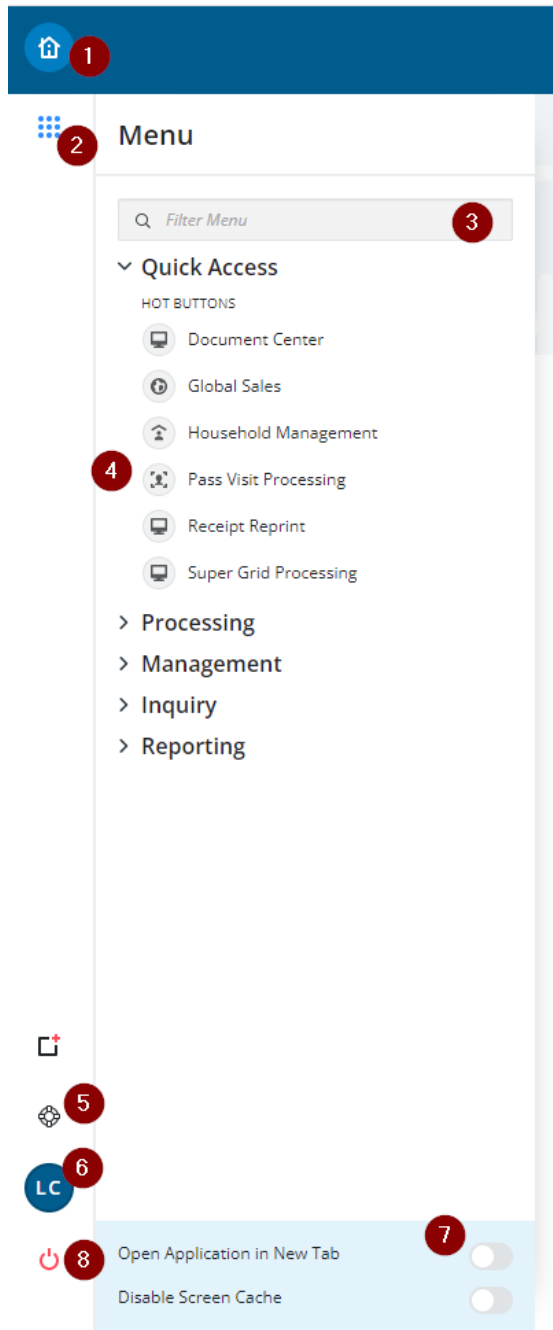 1
2
Menu
Filter Menu
3
Quick Access
HOT BUTTONS
Document Center
Global Sales
Household Management
4
Pass Visit Processing
Receipt Reprint
Super Grid Processing
Processing
Management
Inquiry
Reporting
5
6
LC
7
8
Open Application in New Tab
Disable Screen Cache